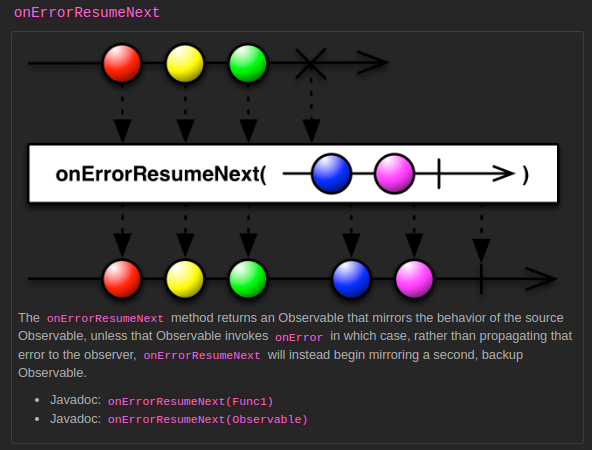 onErrorResumeNext
onErrorResumeNext( )
The onErrorResumeNext method returns an Observable that mirrors the behavior of the source
Observable, unless that Observable invokes onError in which case, rather than propagating that
error to the observer, onErrorResumeNext will instead begin mirroring a second, backup
Observable.
• Javadoc: onErrorResumeNext(Func1)
• Javadoc: onErrorResumeNext(Observable)